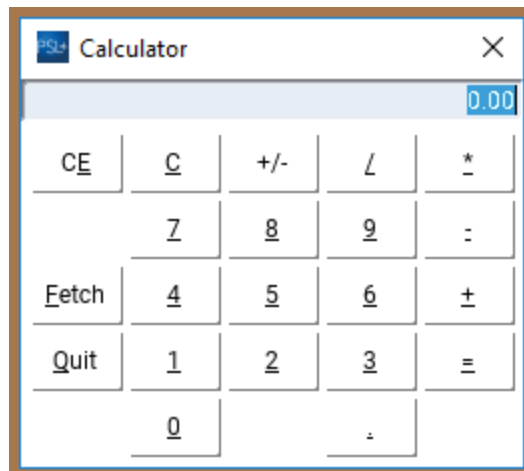 PSL+ Calculator
0.00
CE C +/- / *
7 8 9 -
Fetch 4 5 6 +
Quit 1 2 3 =
0 .